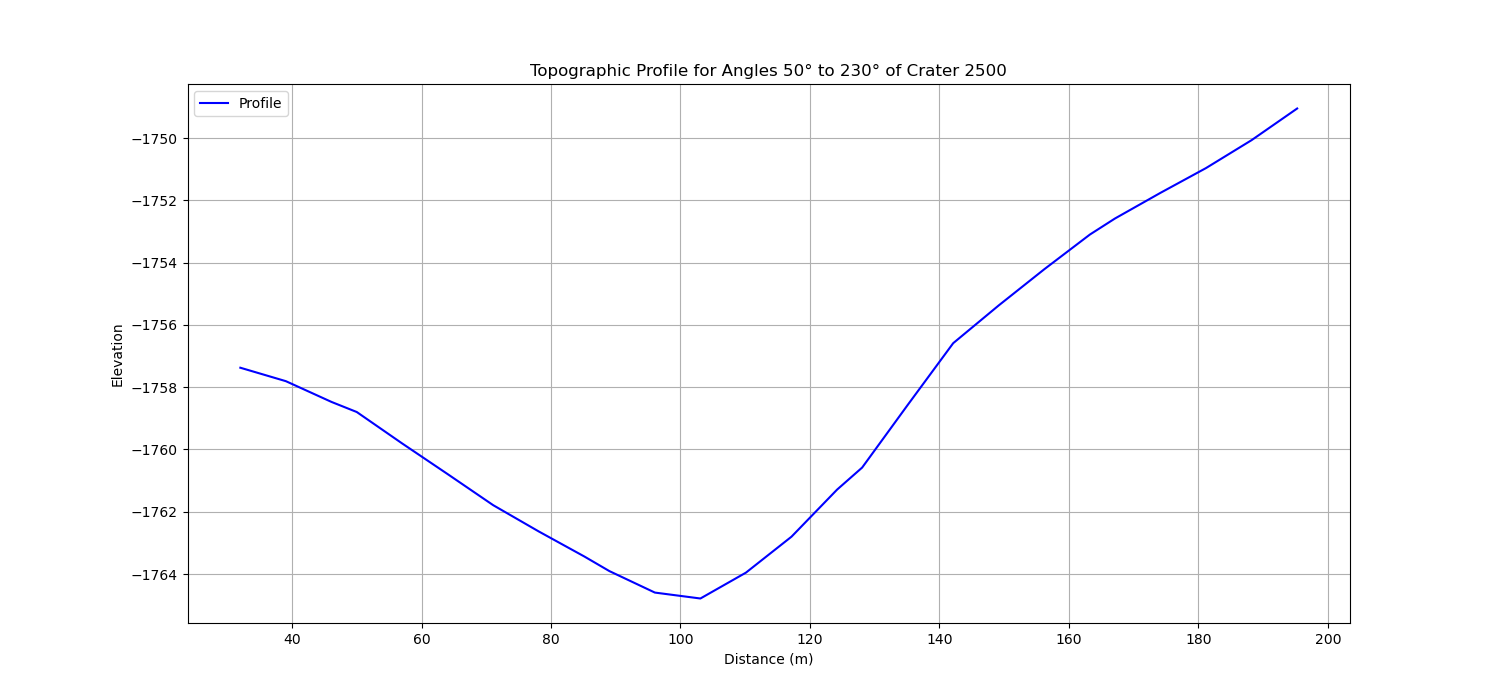 Topographic Profile for Angles 50° to 230° of Crater 2500
Profile
−1750
−1752
−1754
−1756
−1758
−1760
−1762
−1764
Elevation
40 60 80 100 120 140 160 180 200
Distance (m)